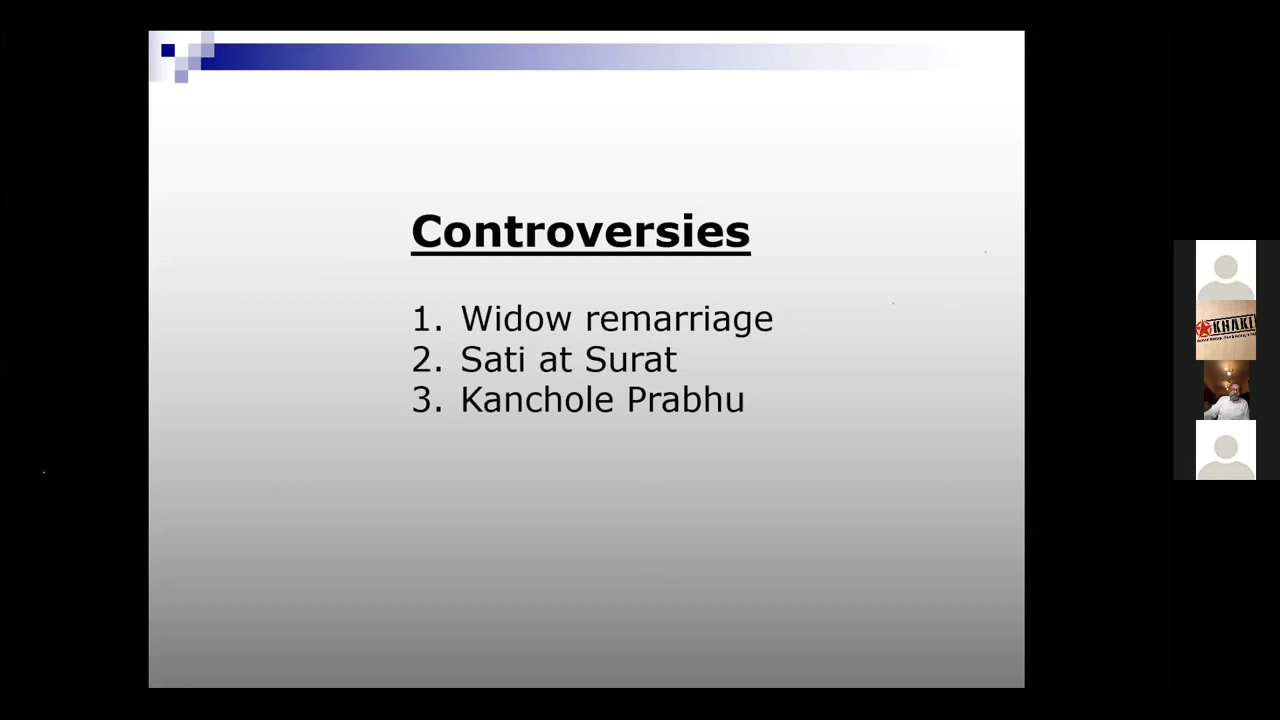 Controversies
1. Widow remarriage
2. Sati at Surat
3. Kanchole Prabhu
KHAKI